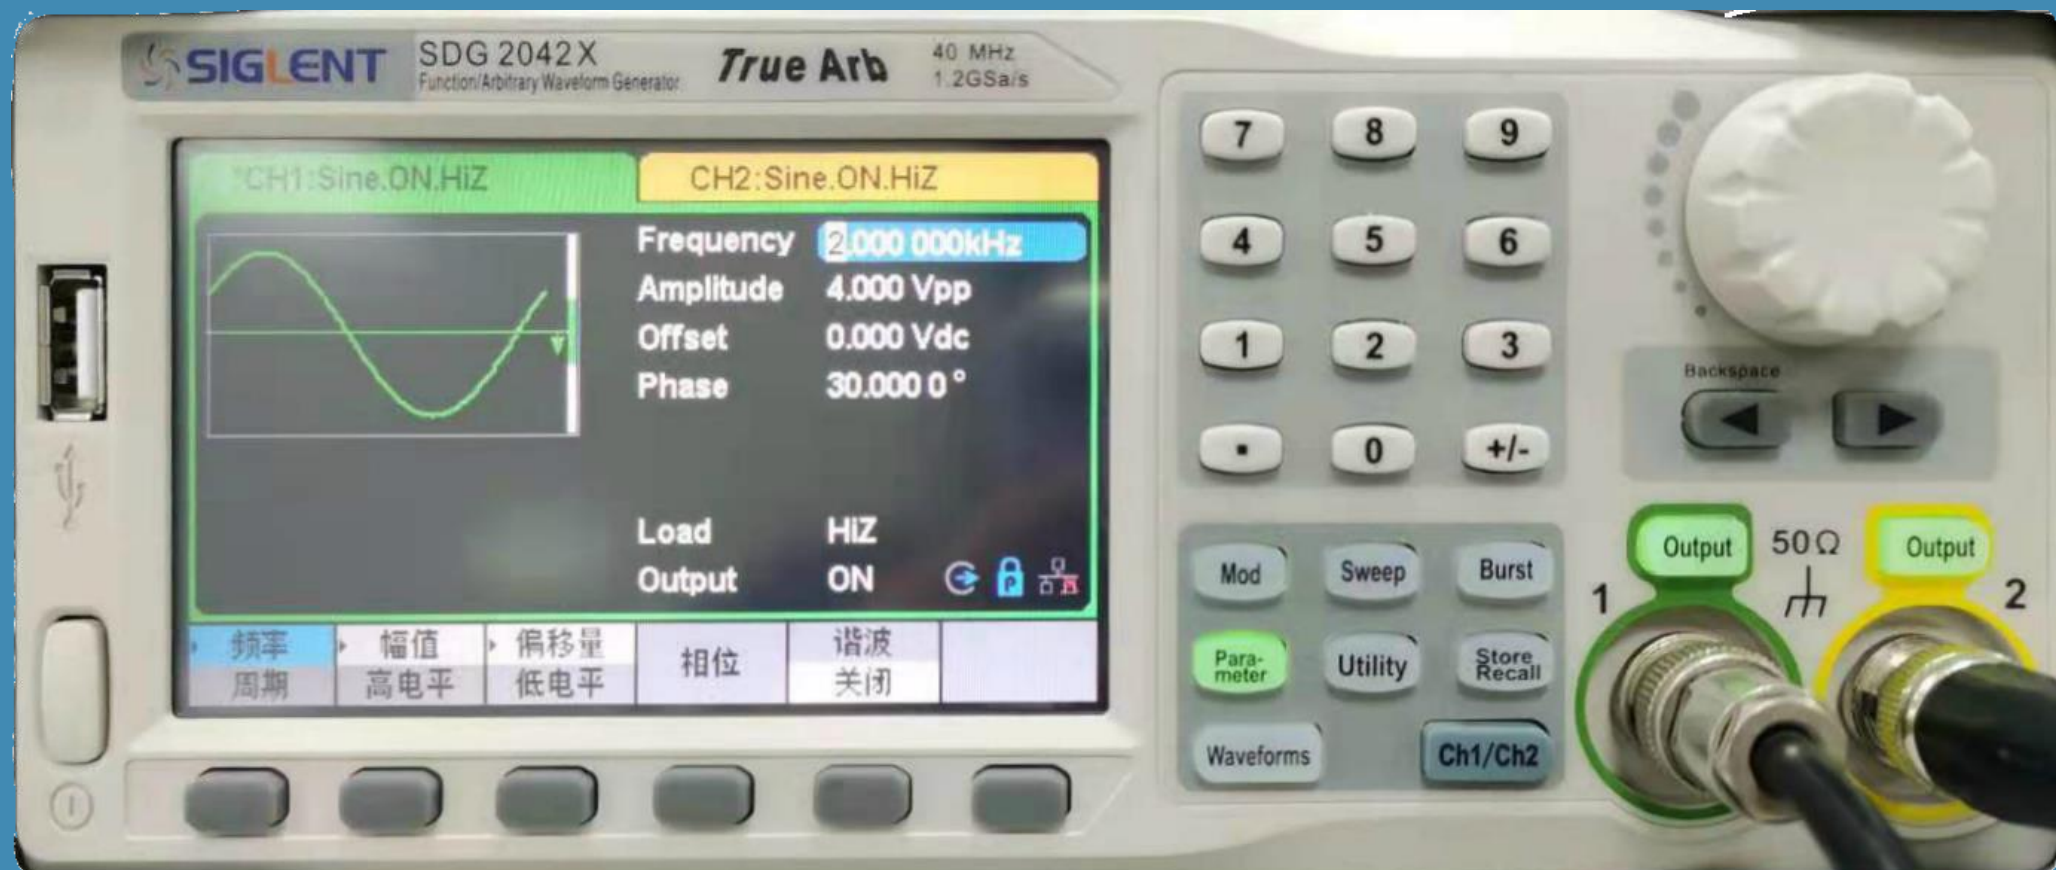 SIGLENT
SDG 2042X
Function/Arbitrary Waveform Generator
True Arb
40 MHz
1.2GSa/s
*CH1:Sine.ON.HiZ
CH2:Sine.ON.HiZ
Frequency 2.000 000kHz
Amplitude 4.000 Vpp
Offset 0.000 Vdc
Phase 30.000 0 °
Load HiZ
Output ON
P
频率 幅值 偏移量 相位 谐波
周期 高电平 低电平 关闭
7 8 9
4 5 6
1 2 3
. 0 +/-
Backspace
Mod Sweep Burst
Para-
meter
Utility
Store
Recall
Waveforms
Ch1/Ch2
Output
50Ω
Output
1
2